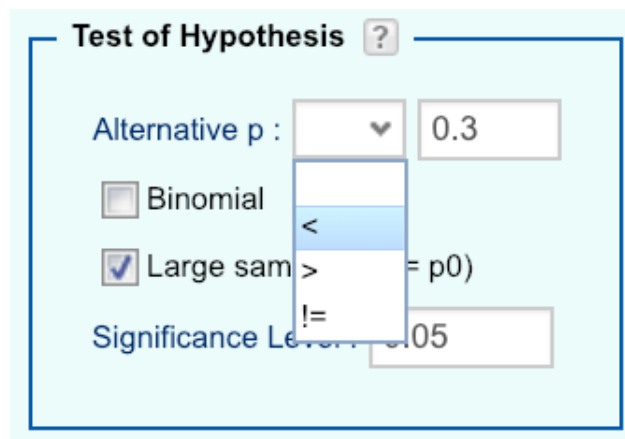 Test of Hypothesis ?
Alternative p : 0.3
Binomial
<
Large sam > = p0)
!=
Significance Le .05